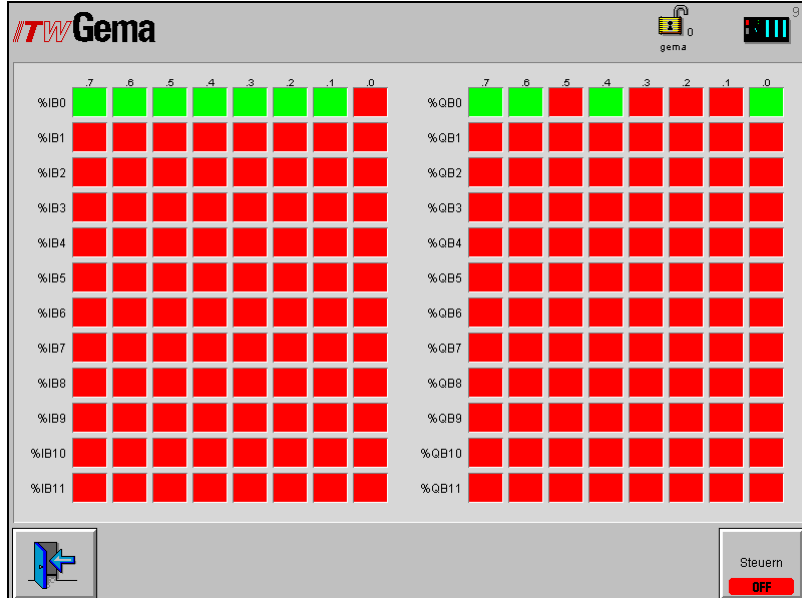 ITW Gema
9
0
gema
.7 .6 .5 .4 .3 .2 .1 .0
.7 .6 .5 .4 .3 .2 .1 .0
%IB0 %QB0
%IB1 %QB1
%IB2 %QB2
%IB3 %QB3
%IB4 %QB4
%IB5 %QB5
%IB6 %QB6
%IB7 %QB7
%IB8 %QB8
%IB9 %QB9
%IB10 %QB10
%IB11 %QB11
Steuern
OFF